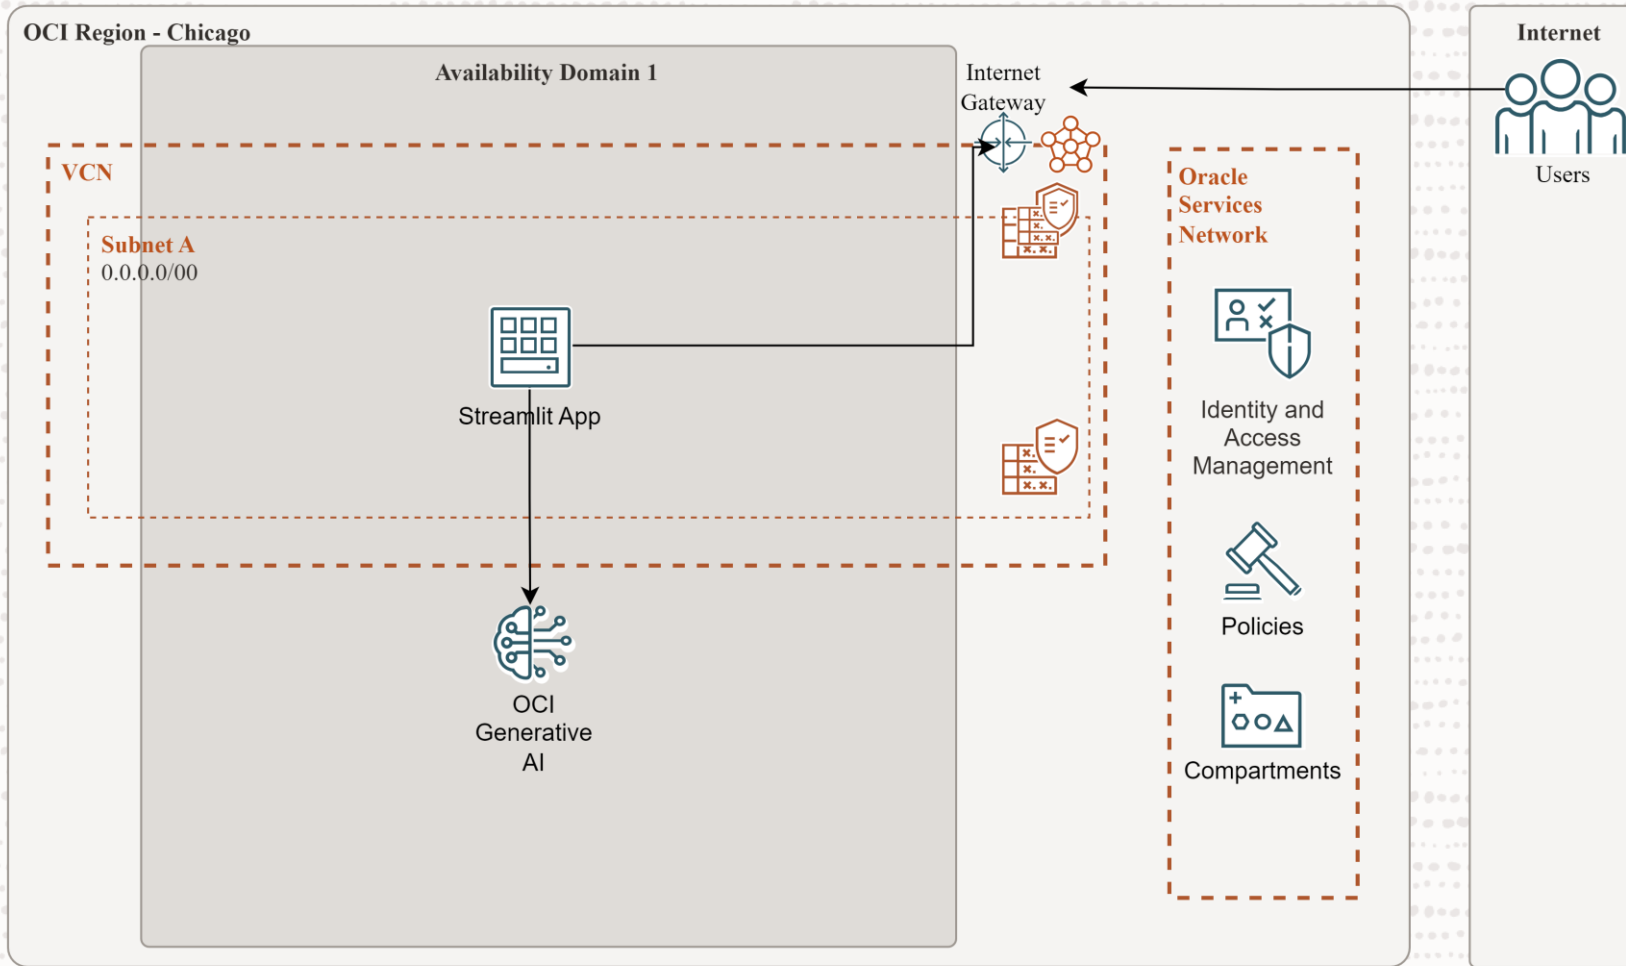 OCI Region - Chicago
Availability Domain 1
Internet
Gateway
Internet
Users
VCN
Subnet A
0.0.0.0/00
Streamlit App
OCI
Generative
AI
Oracle
Services
Network
Identity and
Access
Management
Policies
Compartments